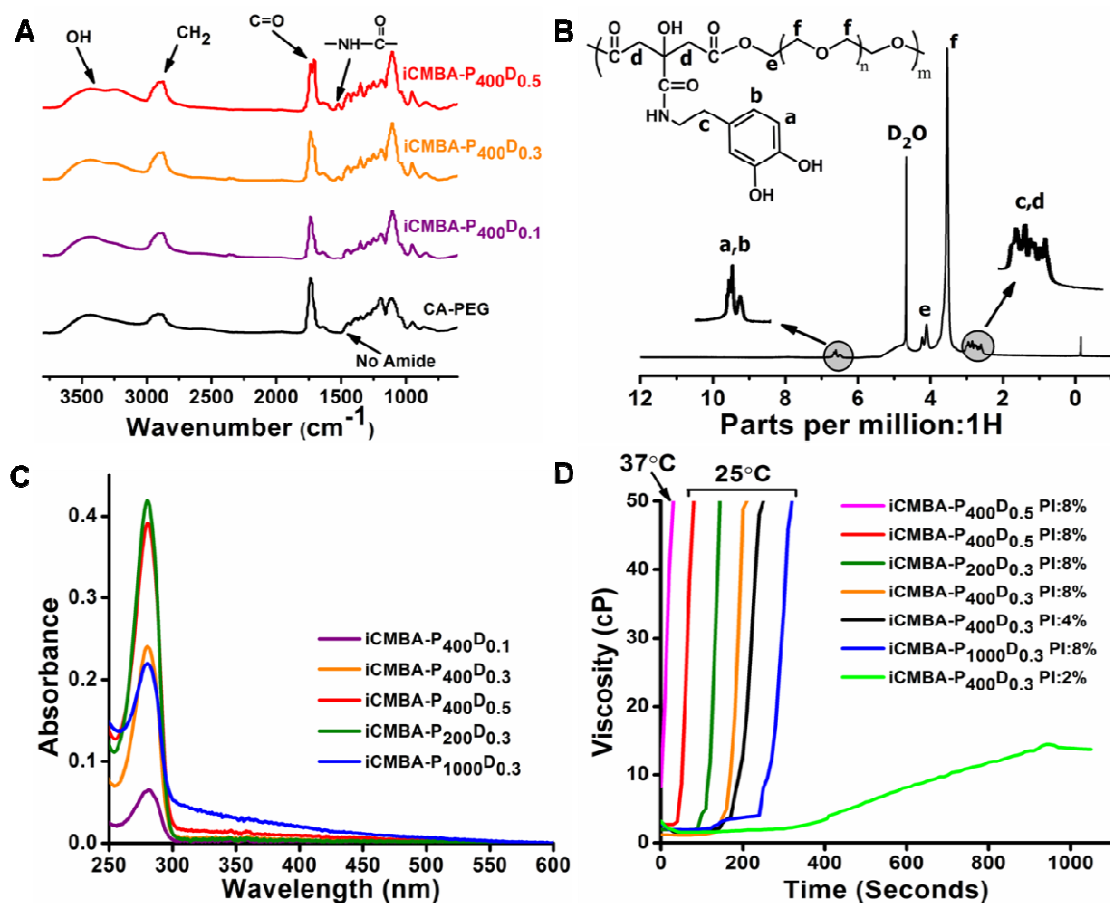 A
OH
CH2
C=O
—NH—C—
O
iCMBA-P400D0.5
iCMBA-P400D0.3
iCMBA-P400D0.1
CA-PEG
No Amide
3500 3000 2500 2000 1500 1000
Wavenumber (cm-1)
B
O OH O f f
O O O
d d e n m
O
HN
b
a
c
OH
OH
D2O
f
a,b
c,d
e
12 10 8 6 4 2 0
Parts per million:1H
C
0.4
0.3
0.2
0.1
0.0
Absorbance
iCMBA-P400D0.1
iCMBA-P400D0.3
iCMBA-P400D0.5
iCMBA-P200D0.3
iCMBA-P1000D0.3
250 300 350 400 450 500 550 600
Wavelength (nm)
D
37°C
25°C
50
40
30
20
10
0
Viscosity (cP)
iCMBA-P400D0.5 PI:8%
iCMBA-P400D0.5 PI:8%
iCMBA-P200D0.3 PI:8%
iCMBA-P400D0.3 PI:8%
iCMBA-P400D0.3 PI:4%
iCMBA-P1000D0.3 PI:8%
iCMBA-P400D0.3 PI:2%
0 200 400 600 800 1000
Time (Seconds)